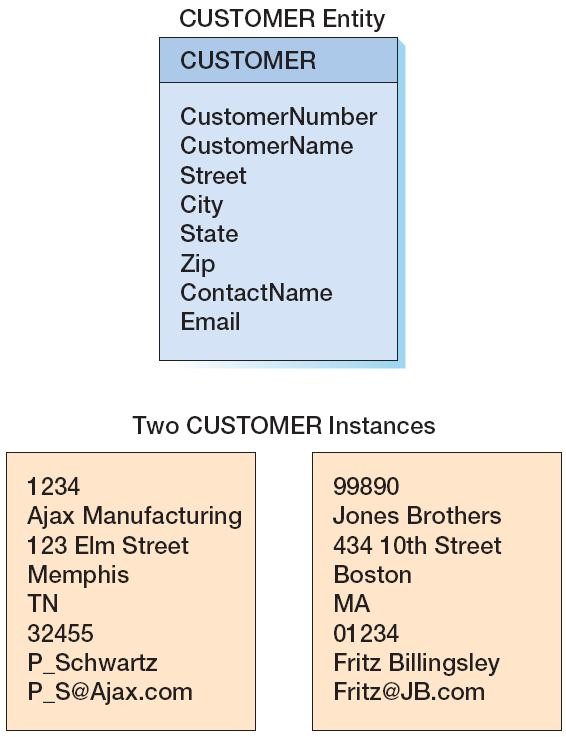 CUSTOMER Entity
CUSTOMER
CustomerNumber
CustomerName
Street
City
State
Zip
ContactName
Email
Two CUSTOMER Instances
1234
Ajax Manufacturing
123 Elm Street
Memphis
TN
32455
P_Schwartz
P_S@Ajax.com
99890
Jones Brothers
434 10th Street
Boston
MA
01234
Fritz Billingsley
Fritz@JB.com